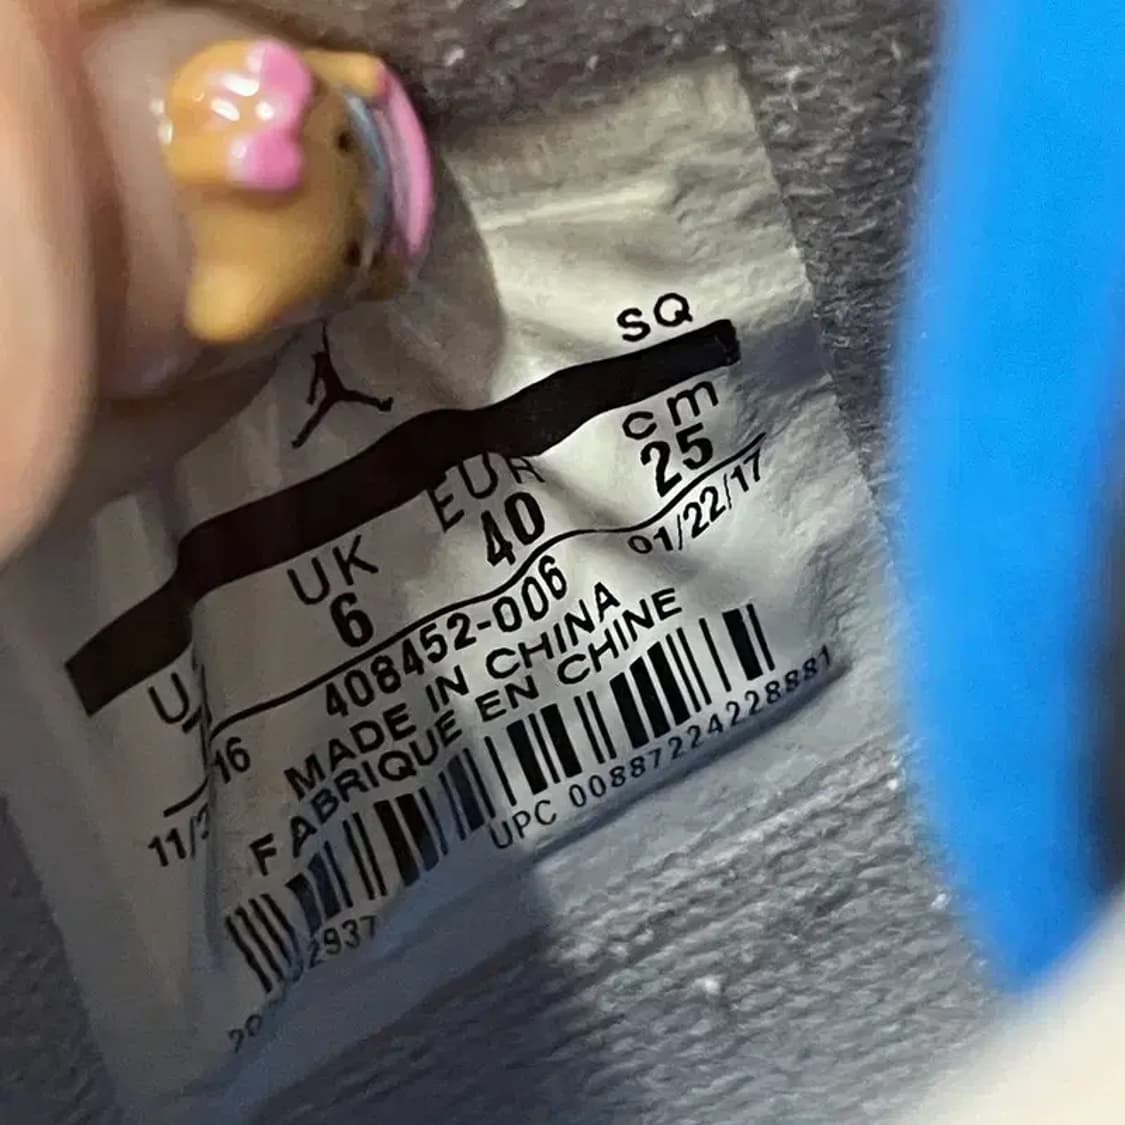 SQ
UK EUR cm
6 40 25
16 01/22/17
408452-006
MADE IN CHINA
FABRIQUE EN CHINE
UPC 00887224228881